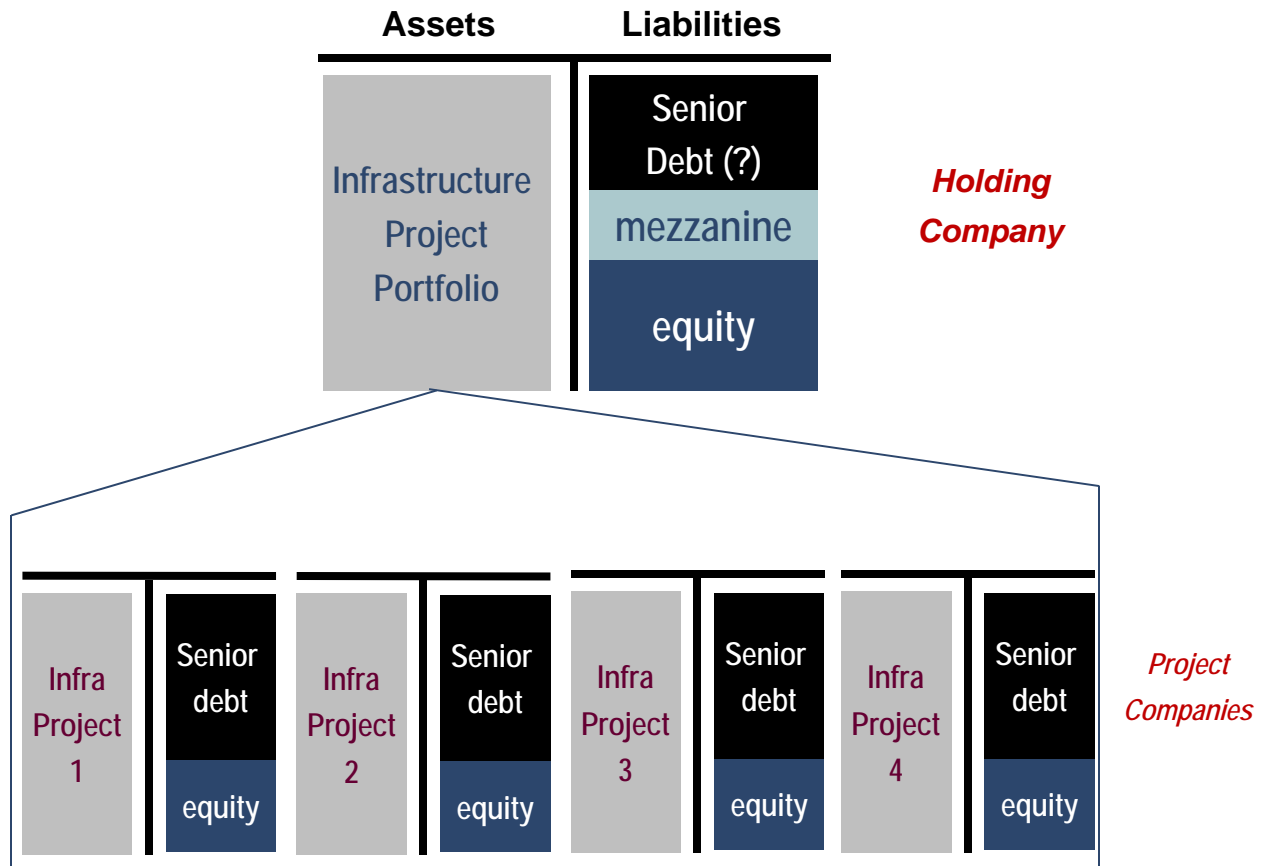 Assets Liabilities
Infrastructure
Project
Portfolio
Senior
Debt (?)
mezzanine
equity
Holding
Company
Infra
Project
1
Senior
debt
equity
Infra
Project
2
Senior
debt
equity
Infra
Project
3
Senior
debt
equity
Infra
Project
4
Senior
debt
equity
Project
Companies